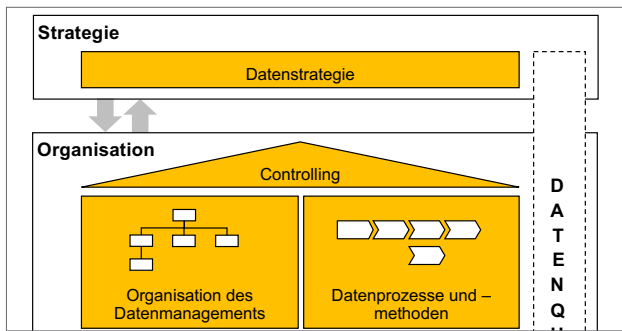 Strategie
Datenstrategie
Organisation
Controlling
Organisation des
Datenmanagements
Datenprozesse und –
methoden
D
A
T
E
N
Q